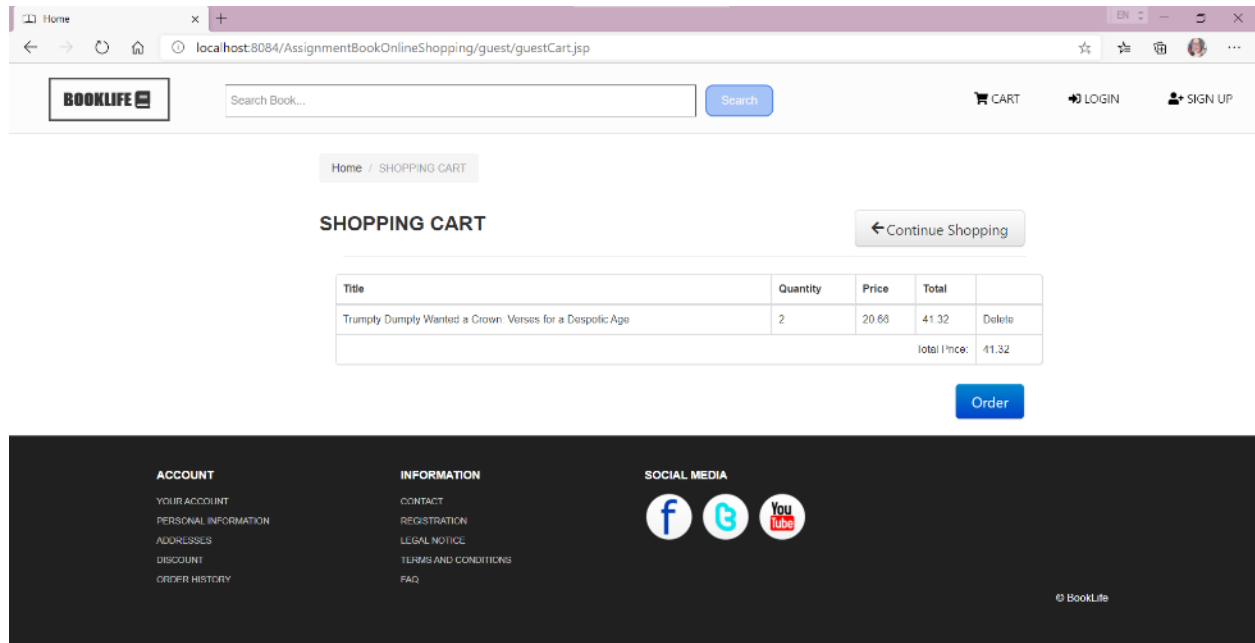 Home
EN
localhost:8084/AssignmentBookOnlineShopping/guest/guestCart.jsp
BOOKLIFE Search Book... Search CART LOGIN SIGN UP
Home / SHOPPING CART
SHOPPING CART
Continue Shopping
Title Quantity Price Total
Trumpty Dumpty Wanted a Crown: Verses for a Despotic Age 2 20.66 41.32 Delete
Total Price: 41.32
Order
ACCOUNT INFORMATION SOCIAL MEDIA
YOUR ACCOUNT CONTACT
PERSONAL INFORMATION REGISTRATION
ADDRESSES LEGAL NOTICE
DISCOUNT TERMS AND CONDITIONS
ORDER HISTORY FAQ
f t You Tube
© BookLife